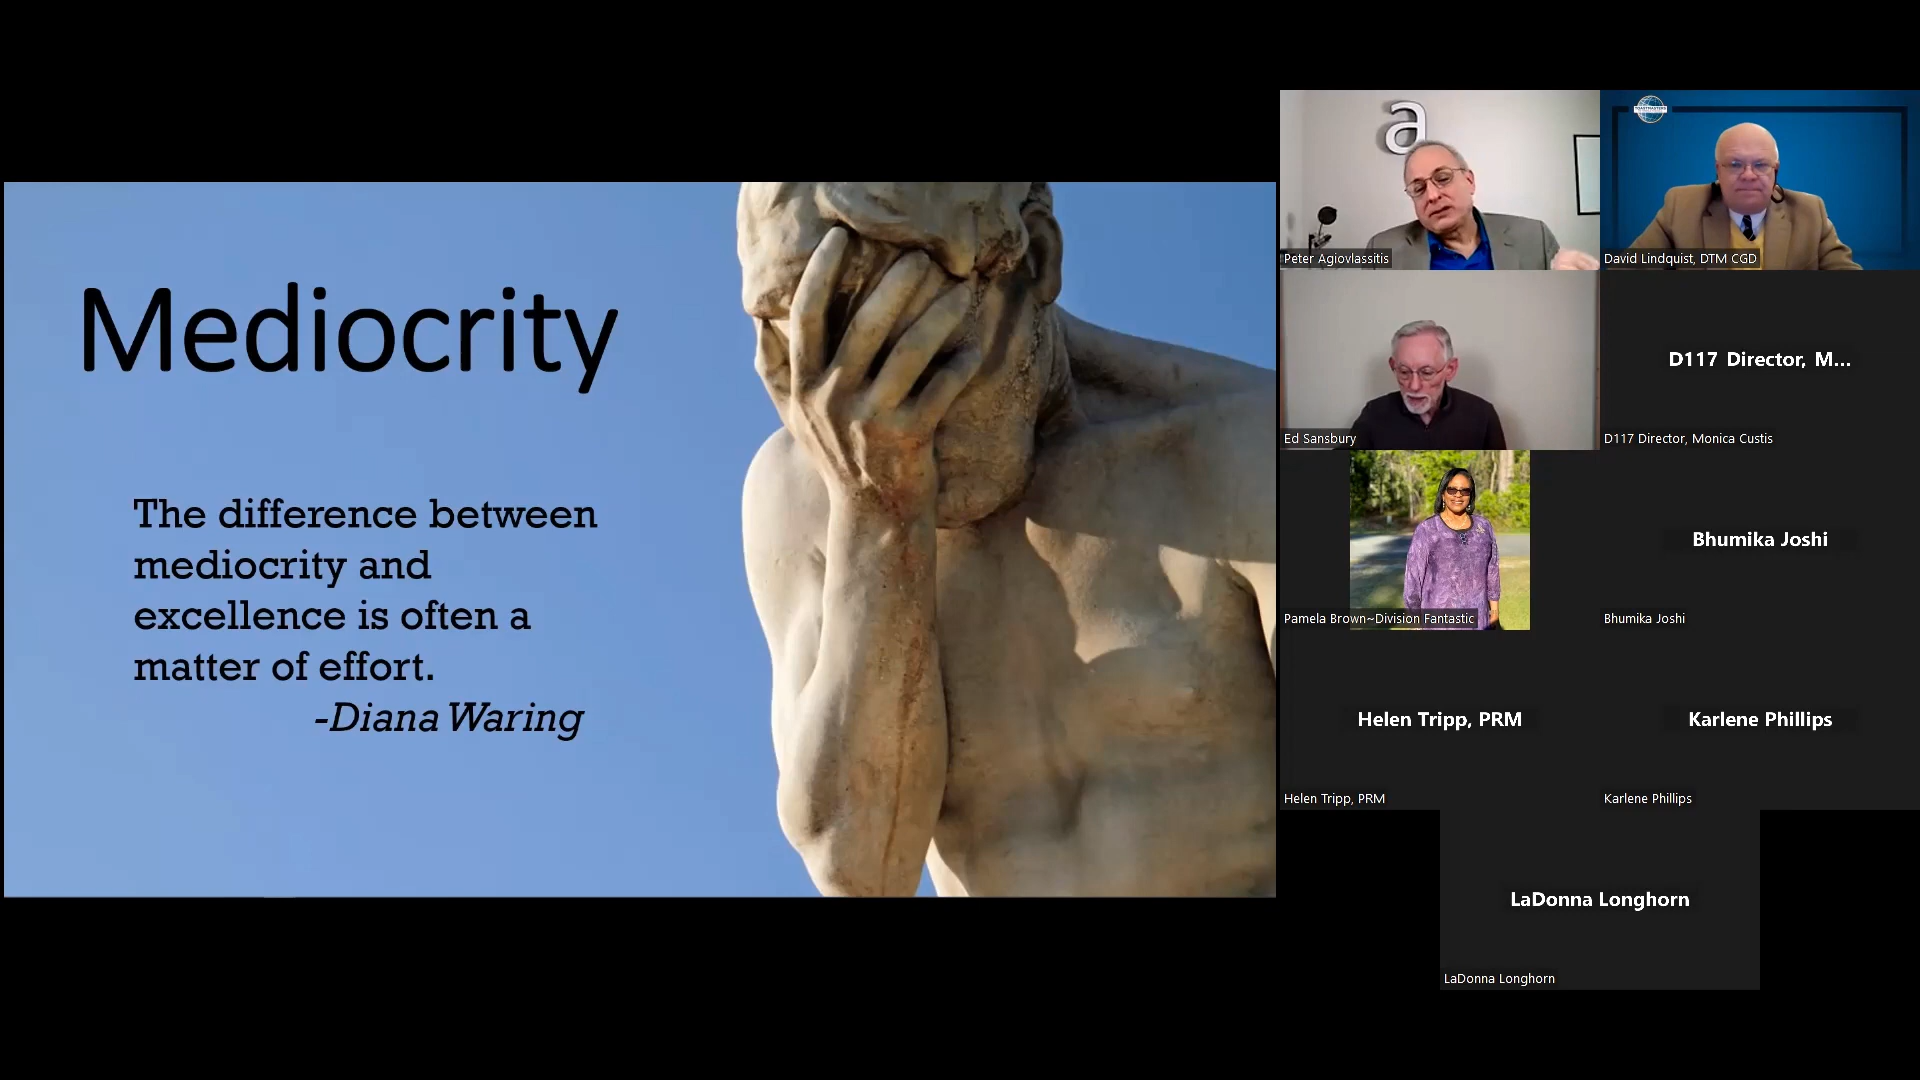 Mediocrity
The difference between
mediocrity and
excellence is often a
matter of effort.
-Diana Waring
a
Peter Agiovlassitis
TOASTMASTERS
David Lindquist, DTM CGD
Ed Sansbury
D117 Director, M...
D117 Director, Monica Custis
Pamela Brown~Division Fantastic
Bhumika Joshi
Bhumika Joshi
Helen Tripp, PRM
Helen Tripp, PRM
Karlene Phillips
Karlene Phillips
LaDonna Longhorn
LaDonna Longhorn